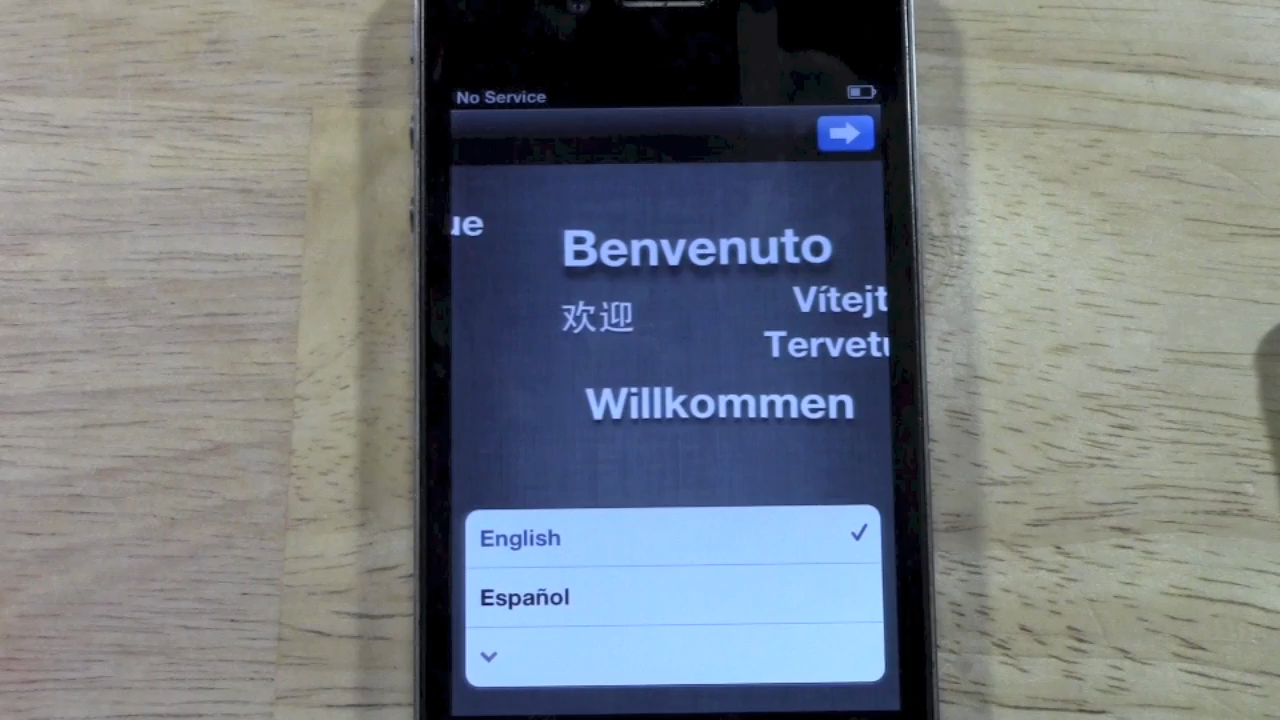 No Service
ue
Benvenuto
欢迎
Vítejt
Tervetu
Willkommen
English
Español